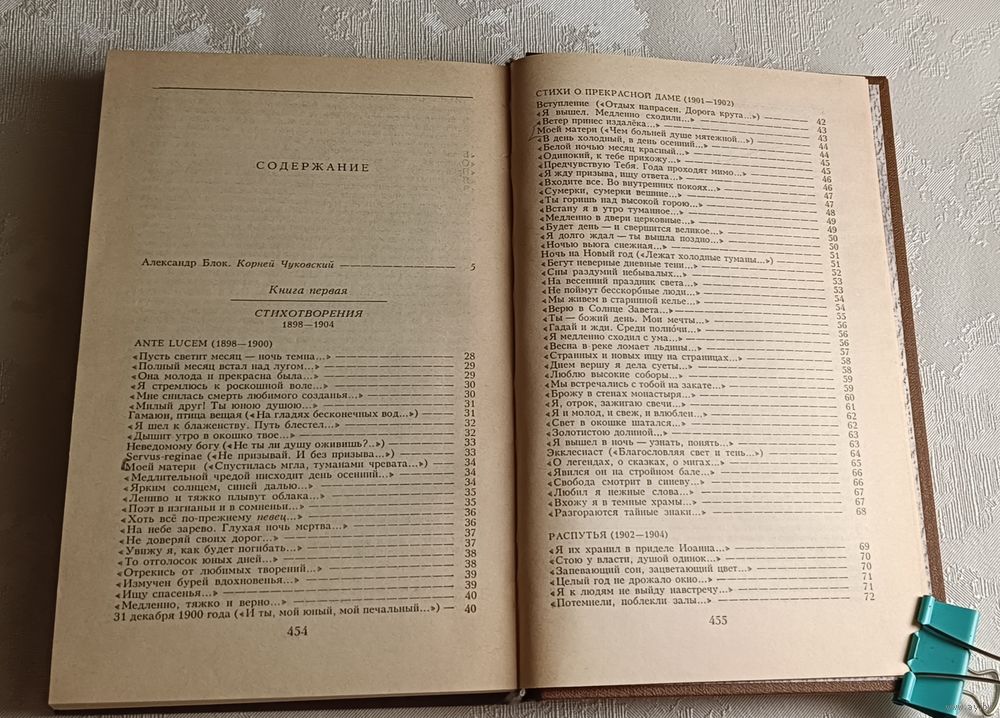 СОДЕРЖАНИЕ
Александр Блок. Корней Чуковский 5
Книга первая
СТИХОТВОРЕНИЯ
1898—1904
ANTE LUCEM (1898—1900)
«Пусть светит месяц — ночь темна...» 28
«Полный месяц встал над лугом...» 29
«Она молода и прекрасна была...» 29
«Я стремлюсь к роскошной воле...» 30
«Мне снилась смерть любимого созданья...» 30
«Милый друг! Ты юною душою...» 31
Гамаюн, птица вещая («На гладях бесконечных вод...») 31
«Я шел к блаженству. Путь блестел...» 32
«Дышит утро в окошко твое...» 32
Неведомому богу («Не ты ли душу оживишь?..») 33
Servus-reginae («Не призывай. И без призыва...») 33
Моей матери («Спустилась мгла, туманами чревата...») 34
«Медлительной чредой нисходит день осенний...» 34
«Ярким солнцем, синей далью...» 34
«Лениво и тяжко плывут облака...» 35
«Поэт в изгнаньи и в сомненьи...» 35
«Хоть всё по-прежнему певец...» 36
«На небе зарево. Глухая ночь мертва...» 36
«Не доверяй своих дорог...» 37
«Увижу я, как будет погибать...» 37
«То отголосок юных дней...» 38
«Отрекись от любимых творений...» 38
«Измучен бурей вдохновенья...» 39
«Ищу спасенья...» 39
«Медленно, тяжко и верно...» 40
31 декабря 1900 года («И ты, мой юный, мой печальный...») — 40
454
СТИХИ О ПРЕКРАСНОЙ ДАМЕ (1901—1902)
Вступление («Отдых напрасен. Дорога крута...»)
«Я вышел. Медленно сходили...» 42
«Ветер принес издалёка...» 43
Моей матери («Чем больней душе мятежной...») 43
«В день холодный, в день осенний...» 44
«Белой ночью месяц красный...» 44
«Одинокий, к тебе прихожу...» 45
«Предчувствую Тебя. Года проходят мимо...» 45
«Я жду призыва, ищу ответа...» 46
«Входите все. Во внутренних покоях...» 46
«Сумерки, сумерки вешние...» 47
«Ты горишь над высокой горою...» 47
«Встану я в утро туманное...» 48
«Медленно в двери церковные...» 49
«Будет день — и свершится великое...» 49
«Я долго ждал — ты вышла поздно...» 50
«Ночью вьюга снежная...» 50
Ночь на Новый год («Лежат холодные туманы...») 51
«Бегут неверные дневные тени...» 51
«Сны раздумий небывалых...» 52
«На весенний праздник света...» 53
«Не поймут бескорбные люди...» 53
«Мы живем в старинной келье...» 54
«Верю в Солнце Завета...» 54
«Ты — божий день. Мои мечты...» 55
«Гадай и жди. Среди полночи...» 56
«Я медленно сходил с ума...» 56
«Весна в реке ломает льдины...» 56
«Странных и новых ищу на страницах...» 57
«Днем вершу я дела суеты...» 58
«Люблю высокие соборы...» 58
«Мы встречались с тобой на закате...» 59
«Брожу в стенах монастыря...» 59
«Я, отрок, зажигаю свечи...» 60
«Я и молод, и свеж, и влюблен...» 61
«Свет в окошке шатался...» 62
«Золотистою долиной...» 62
«Я вышел в ночь — узнать, понять...» 63
Экклесиаст («Благословляя свет и тень...») 63
«О легендах, о сказках, о мигах...» 64
«Явился он на стройном бале...» 65
«Свобода смотрит в синеву...» 66
«Любил я нежные слова...» 66
«Вхожу я в темные храмы...» 67
«Разгораются тайные знаки...» 68
РАСПУТЬЯ (1902—1904)
«Я их хранил в приделе Иоанна...» 69
«Стою у власти, душой одинок...» 70
«Запевающий сон, зацветающий цвет...» 70
«Целый год не дрожало окно...» 71
«Я к людям не выйду навстречу...» 71
«Потемнели, поблекли залы...» 72
455